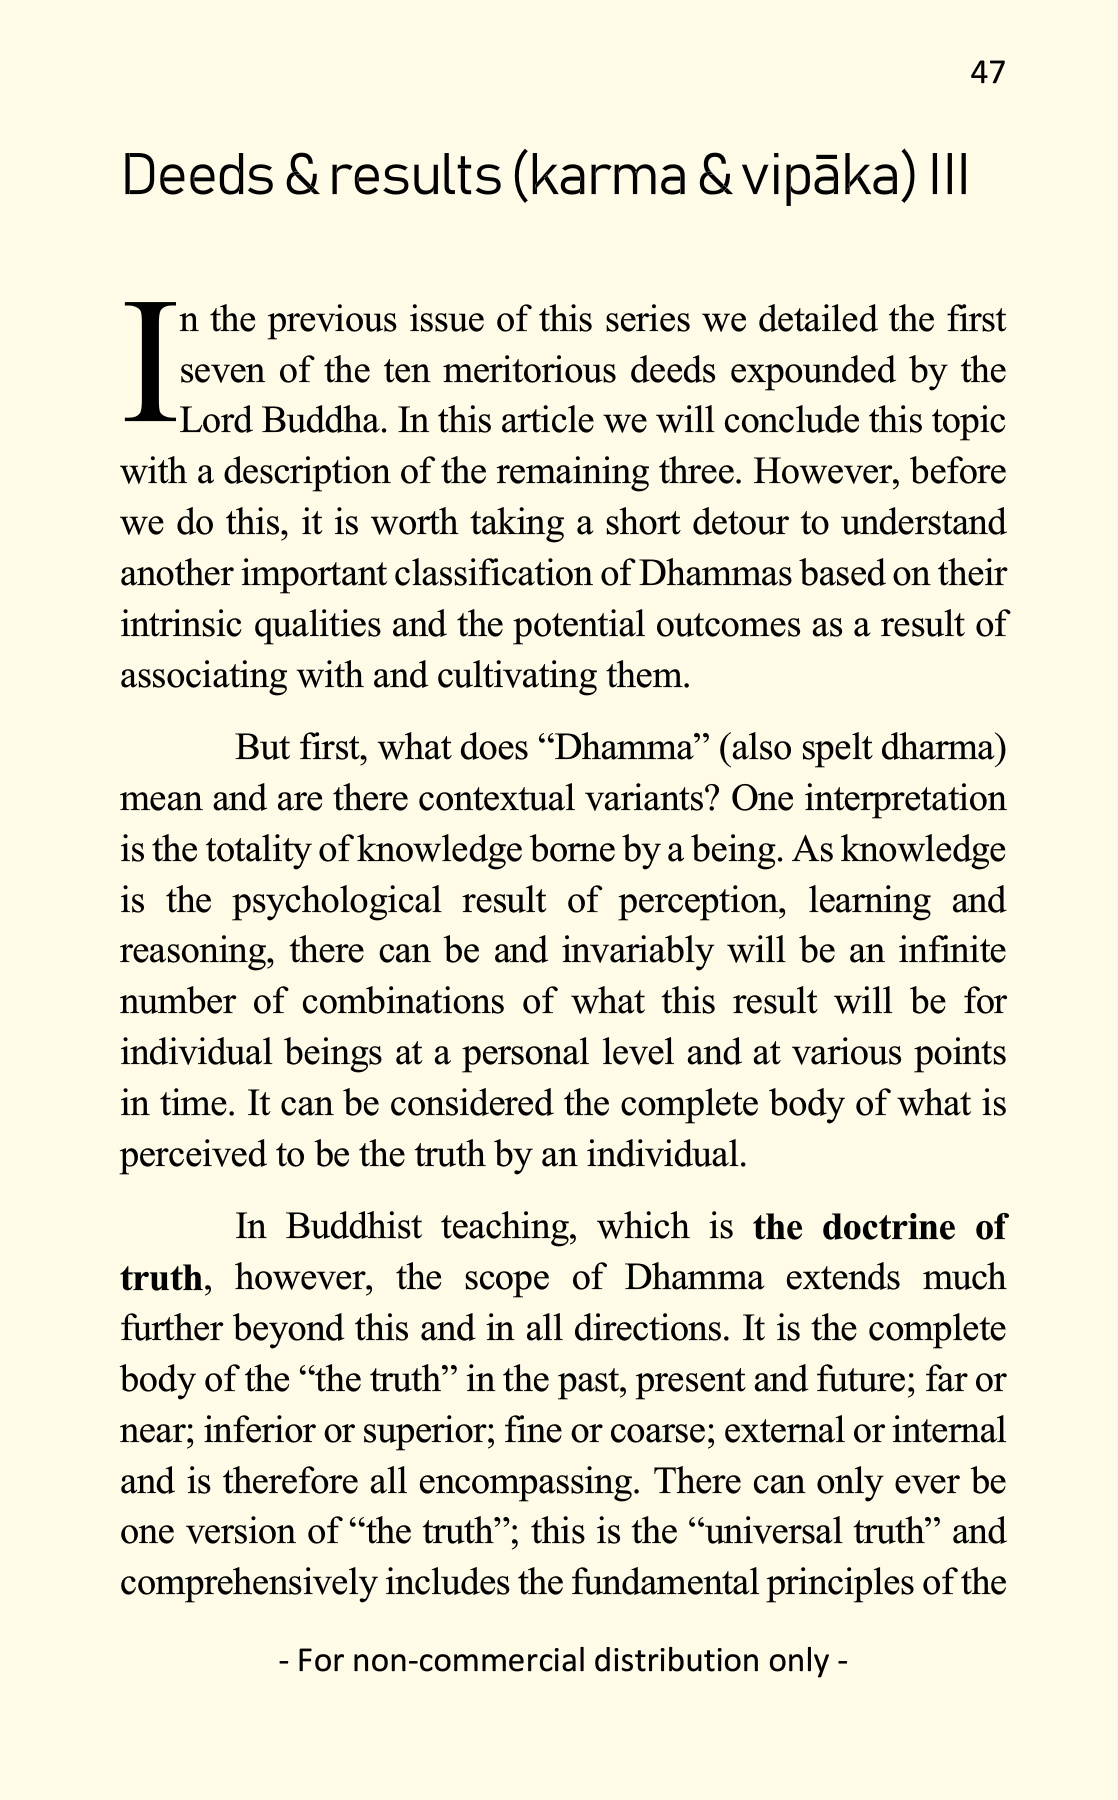 47
Deeds & results (karma & vipāka) III
In the previous issue of this series we detailed the first
seven of the ten meritorious deeds expounded by the
Lord Buddha. In this article we will conclude this topic
with a description of the remaining three. However, before
we do this, it is worth taking a short detour to understand
another important classification of Dhammas based on their
intrinsic qualities and the potential outcomes as a result of
associating with and cultivating them.
But first, what does “Dhamma” (also spelt dharma)
mean and are there contextual variants? One interpretation
is the totality of knowledge borne by a being. As knowledge
is the psychological result of perception, learning and
reasoning, there can be and invariably will be an infinite
number of combinations of what this result will be for
individual beings at a personal level and at various points
in time. It can be considered the complete body of what is
perceived to be the truth by an individual.
In Buddhist teaching, which is the doctrine of
truth, however, the scope of Dhamma extends much
further beyond this and in all directions. It is the complete
body of the “the truth” in the past, present and future; far or
near; inferior or superior; fine or coarse; external or internal
and is therefore all encompassing. There can only ever be
one version of “the truth”; this is the “universal truth” and
comprehensively includes the fundamental principles of the
- For non-commercial distribution only -